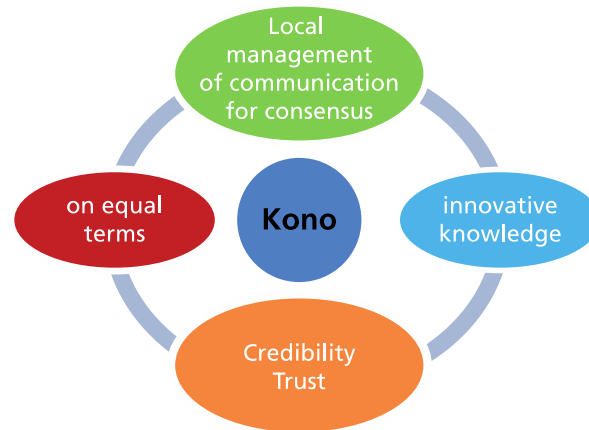 Local
management
of communication
for consensus
on equal
terms
Kono
innovative
knowledge
Credibility
Trust